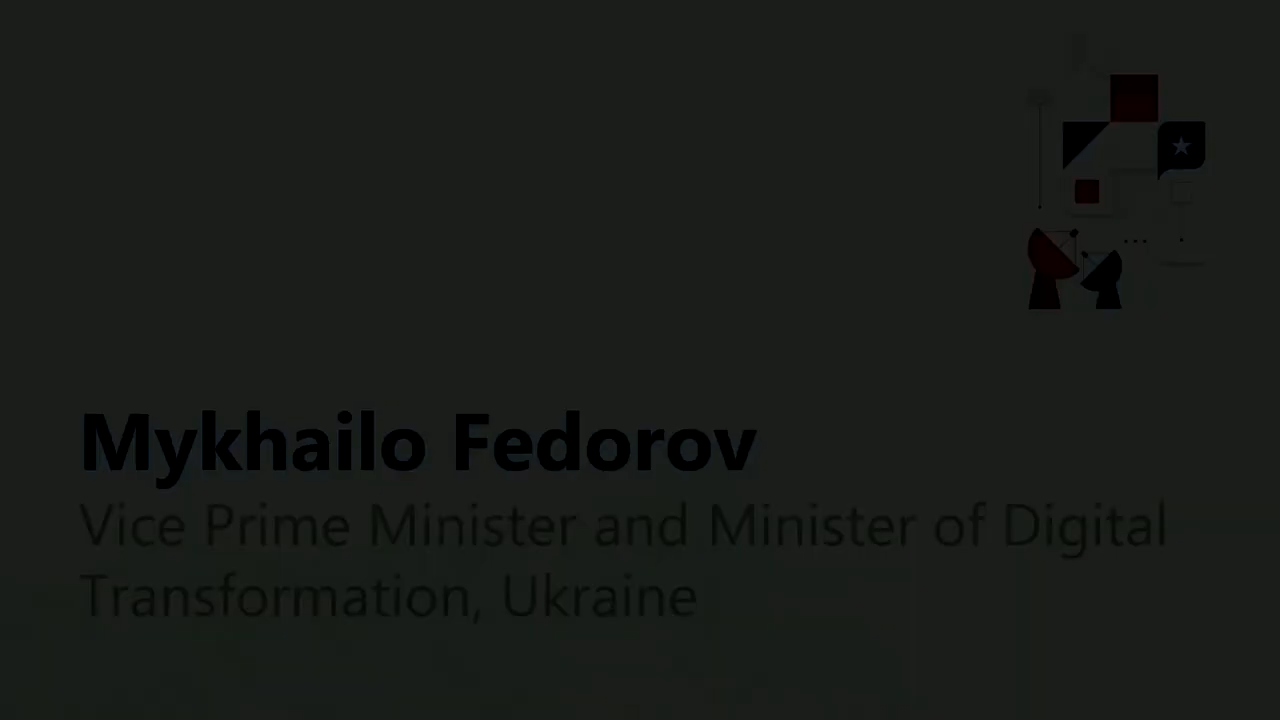 Mykhailo Fedorov
Vice Prime Minister and Minister of Digital
Transformation, Ukraine